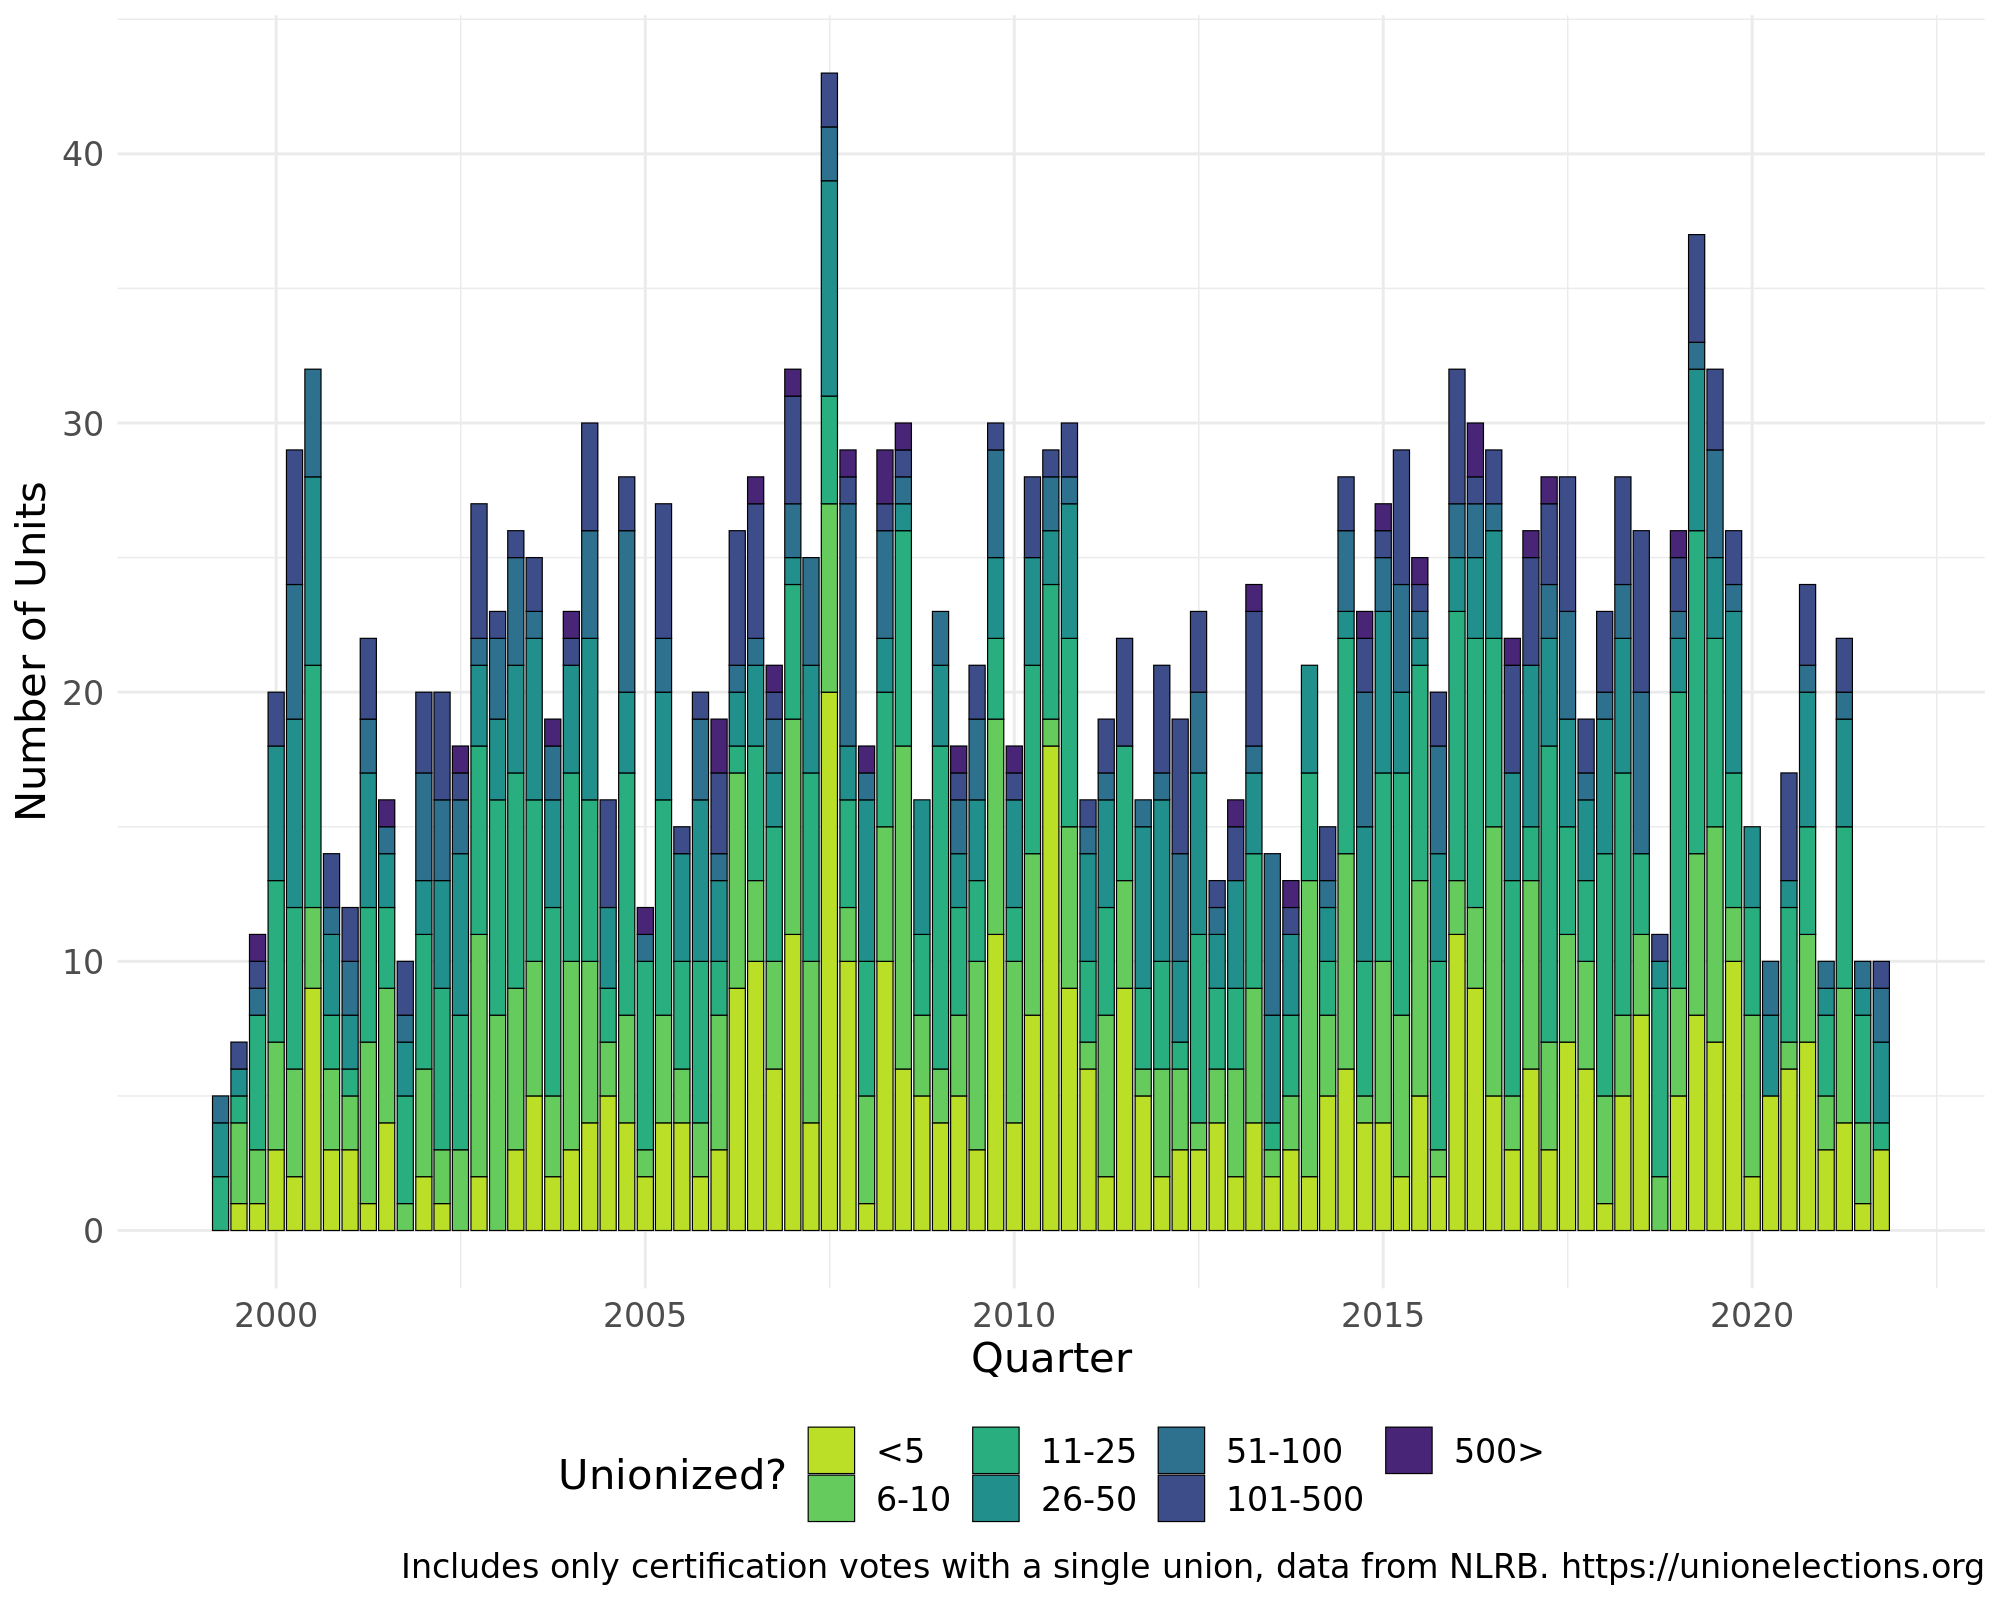 Number of Units
40
30
20
10
0
2000 2005 2010 2015 2020
Quarter
Unionized?
<5 11-25 51-100 500>
6-10 26-50 101-500
Includes only certification votes with a single union, data from NLRB. https://unionelections.org